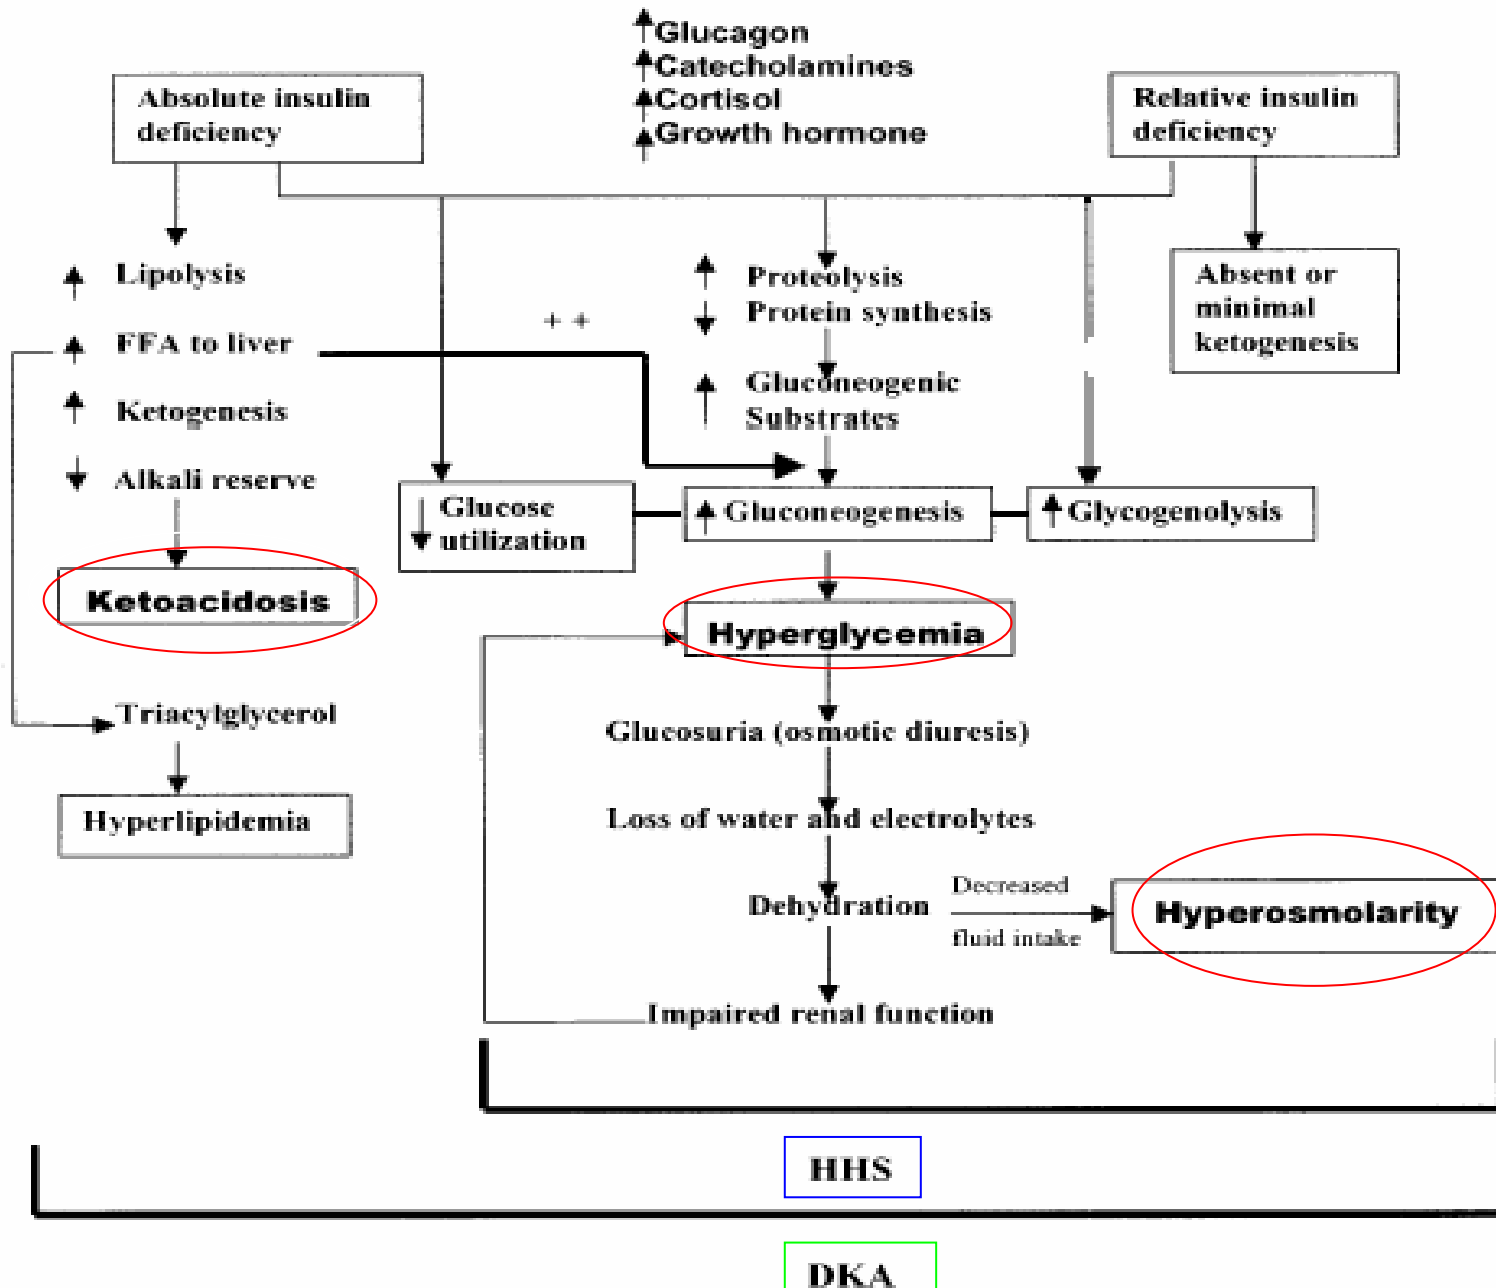 ↑Glucagon
↑Catecholamines
↑Cortisol
↑Growth hormone
Absolute insulin
deficiency
Relative insulin
deficiency
↑ Lipolysis
↑ FFA to liver
↑ Ketogenesis
↓ Alkali reserve
Ketoacidosis
Triacylglycerol
Hyperlipidemia
+ +
↓ Glucose
utilization
↑ Proteolysis
↓ Protein synthesis
↑ Gluconeogenic
Substrates
↑ Gluconeogenesis
↑ Glycogenolysis
Absent or
minimal
ketogenesis
Hyperglycemia
Glucosuria (osmotic diuresis)
Loss of water and electrolytes
Dehydration
Decreased
fluid intake
Hyperosmolarity
Impaired renal function
HHS
DKA